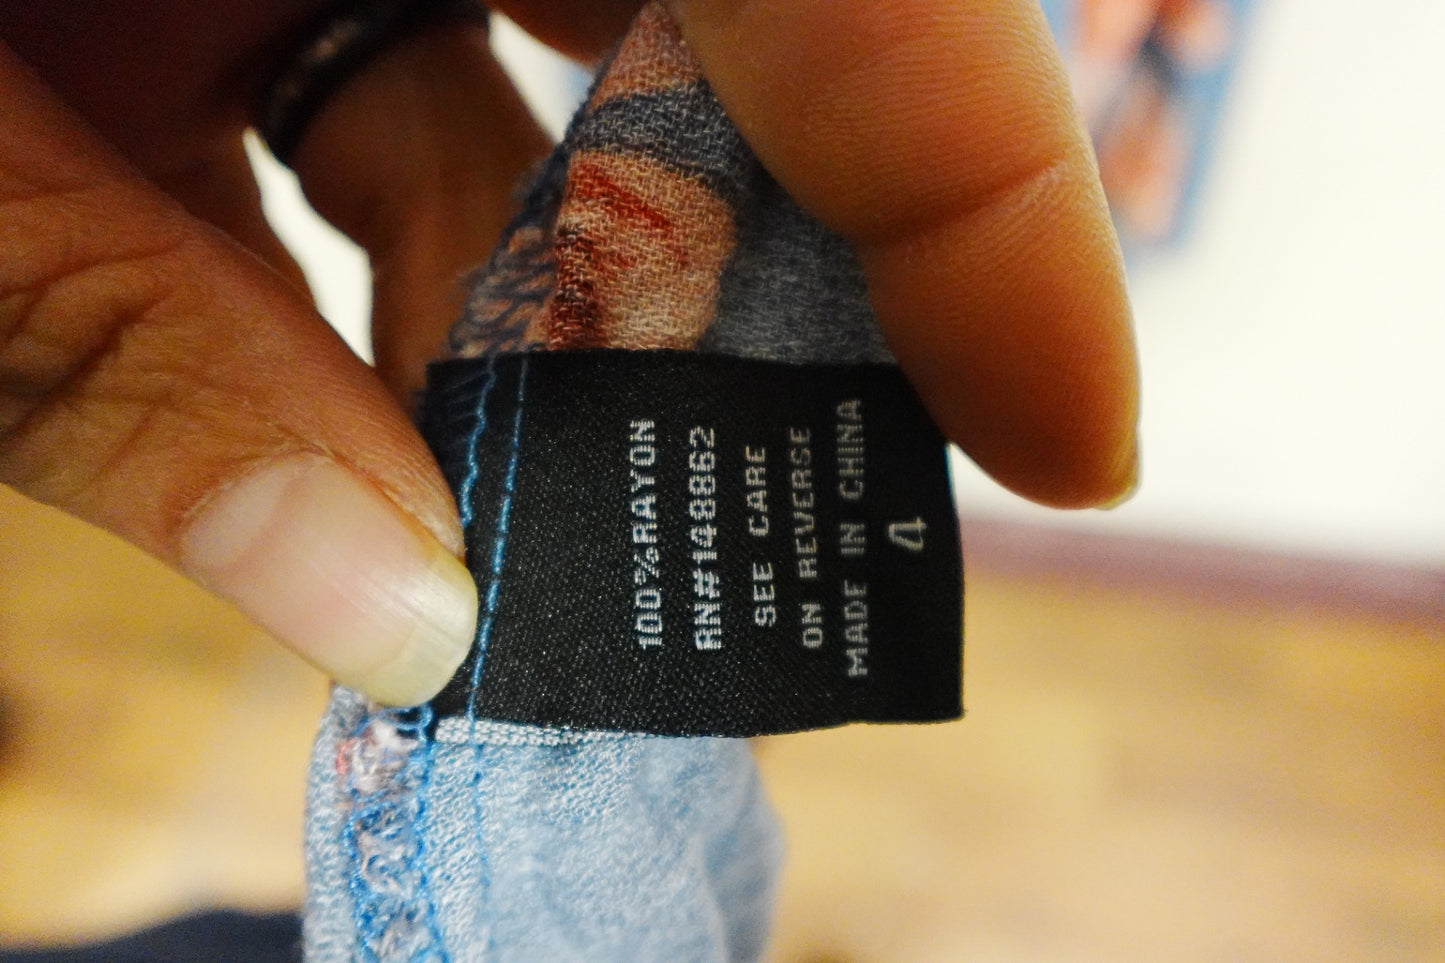 100%RAYON
RN#148862
SEE CARE
ON REVERSE
MADE IN CHINA
4